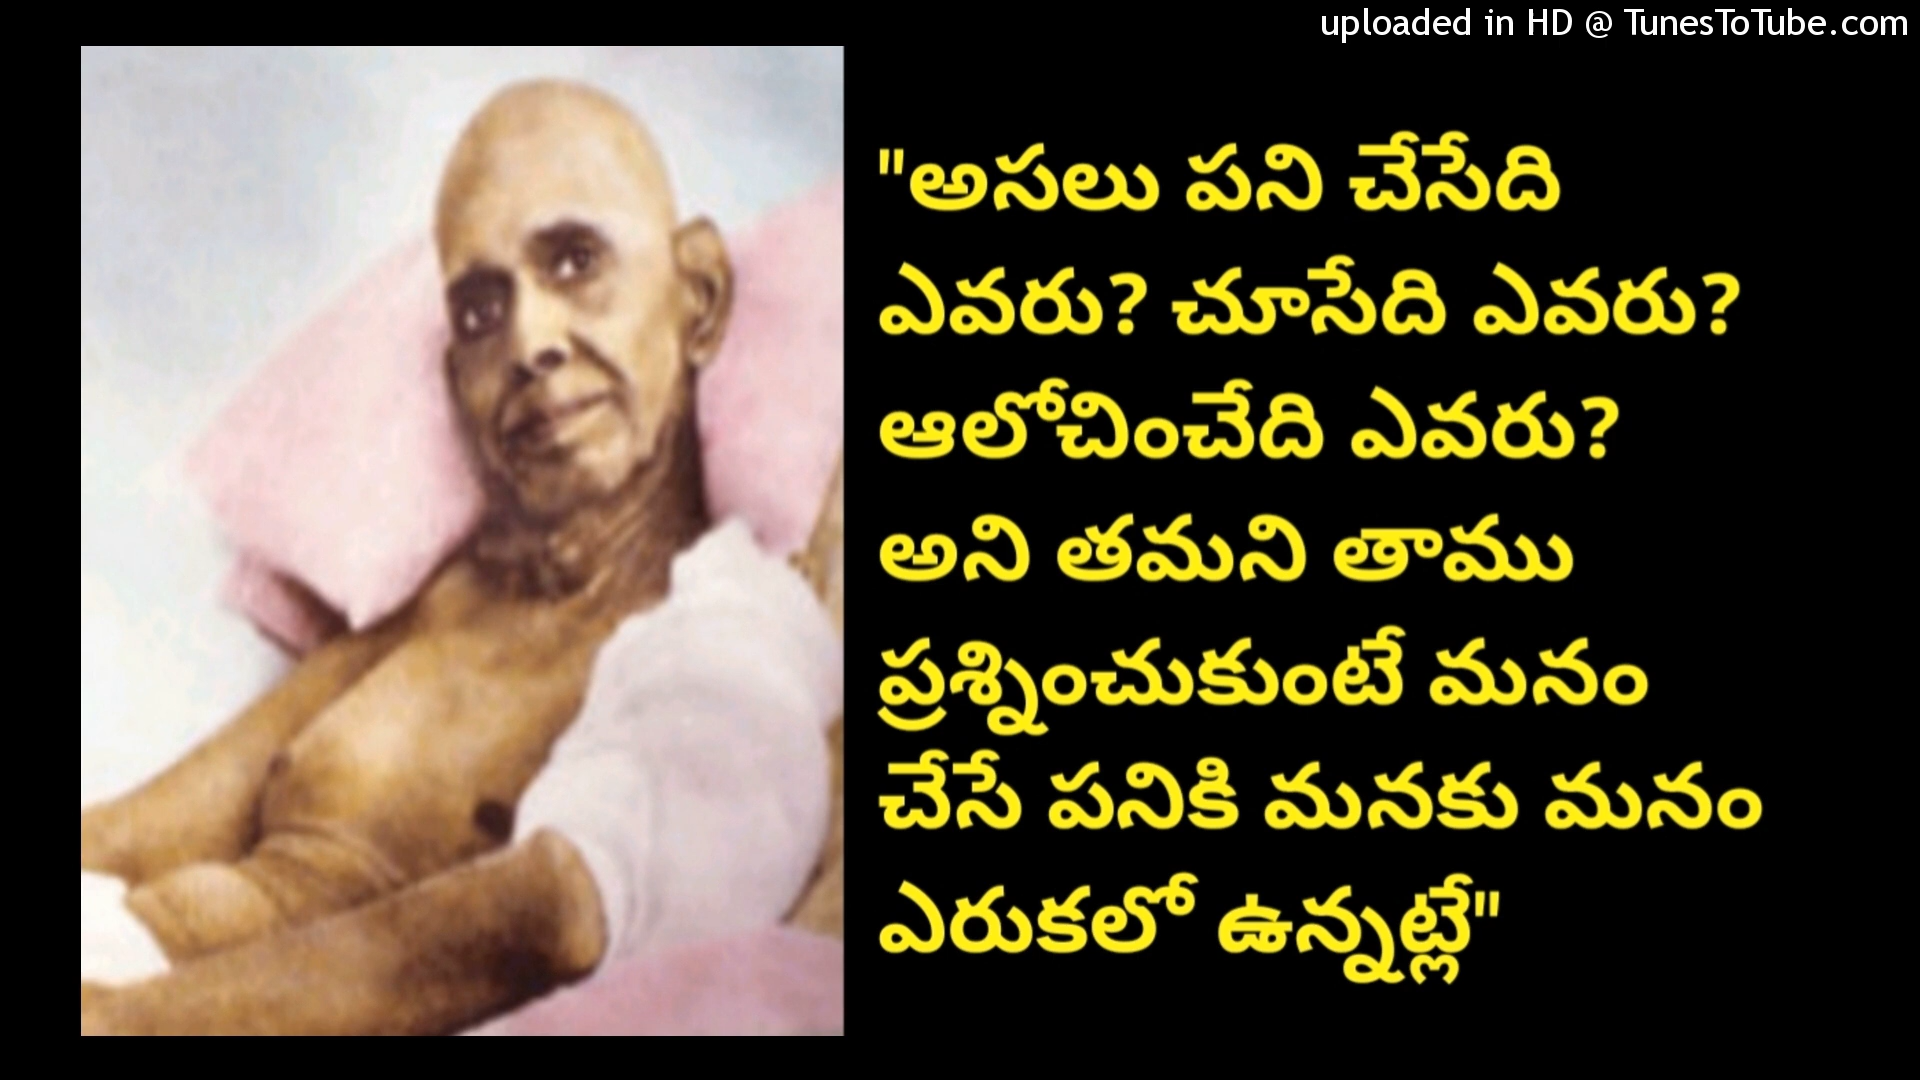 uploaded in HD @ TunesToTube.com
"అసలు పని చేసేది
ఎవరు? చూసేది ఎవరు?
ఆలోచించేది ఎవరు?
అని తమని తాము
ప్రశ్నించుకుంటే మనం
చేసే పనికి మనకు మనం
ఎరుకలో ఉన్నట్లే"